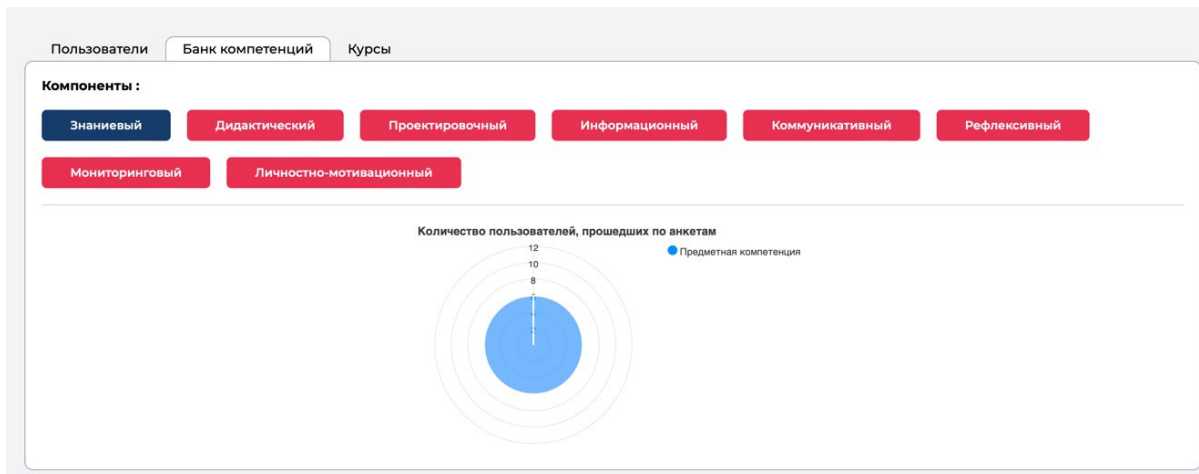 Пользователи Банк компетенций Курсы
Компоненты :
Знаниевый Дидактический Проектировочный Информационный Коммуникативный Рефлексивный
Мониторинговый Личностно-мотивационный
Количество пользователей, прошедших по анкетам
12
Предметная компетенция
10
8